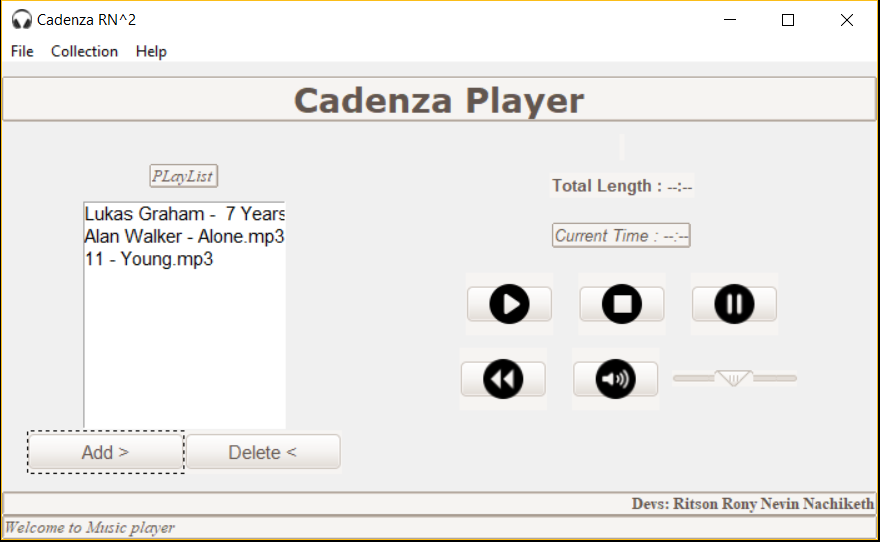 Cadenza RN^2
File Collection Help
Cadenza Player
PLayList
Lukas Graham -  7 Years
Alan Walker - Alone.mp3
11 - Young.mp3
Add >
Delete <
Total Length : --:--
Current Time : --:--
Devs: Ritson Rony Nevin Nachiketh
Welcome to Music player